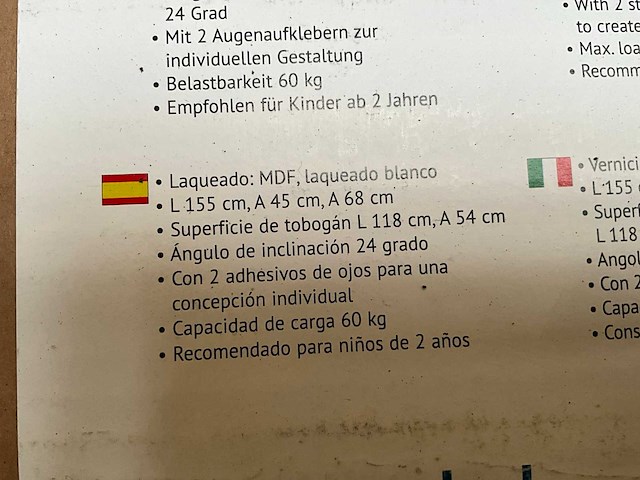 24 Grad
• Mit 2 Augenaufklebern zur
individuellen Gestaltung
• Belastbarkeit 60 kg
• Empfohlen für Kinder ab 2 Jahren
• With 2 st
to create
• Max. loa
• Recomm
• Laqueado: MDF, laqueado blanco
• L 155 cm, A 45 cm, A 68 cm
• Superficie de tobogán L 118 cm, A 54 cm
• Ángulo de inclinación 24 grado
• Con 2 adhesivos de ojos para una
concepción individual
• Capacidad de carga 60 kg
• Recomendado para niños de 2 años
• Vernici
• L 155
• Superf
L 118
• Angol
• Con 2
• Capa
• Cons